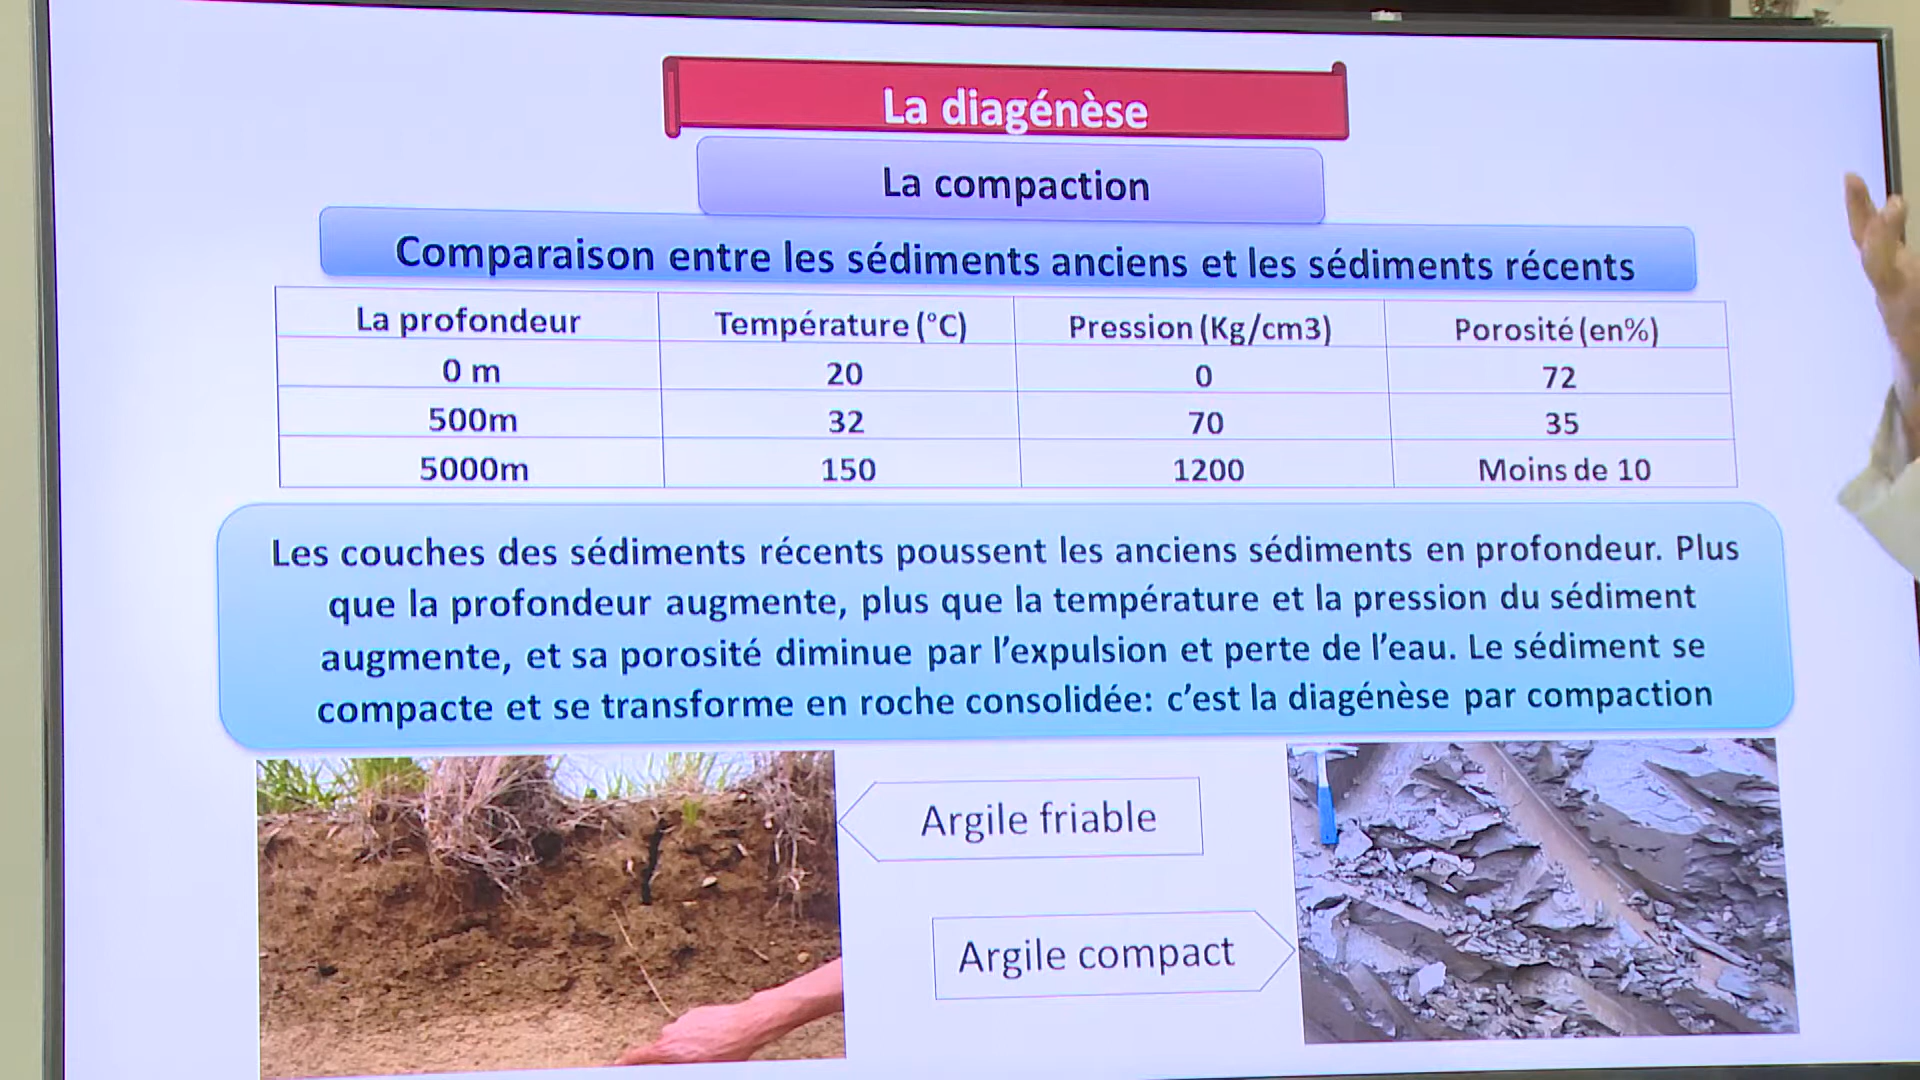 La diagénèse
La compaction
Comparaison entre les sédiments anciens et les sédiments récents
La profondeur Température (°C) Pression (Kg/cm3) Porosité (en%)
0 m 20 0 72
500m 32 70 35
5000m 150 1200 Moins de 10
Les couches des sédiments récents poussent les anciens sédiments en profondeur. Plus
que la profondeur augmente, plus que la température et la pression du sédiment
augmente, et sa porosité diminue par l'expulsion et perte de l'eau. Le sédiment se
compacte et se transforme en roche consolidée: c'est la diagénèse par compaction
Argile friable
Argile compact